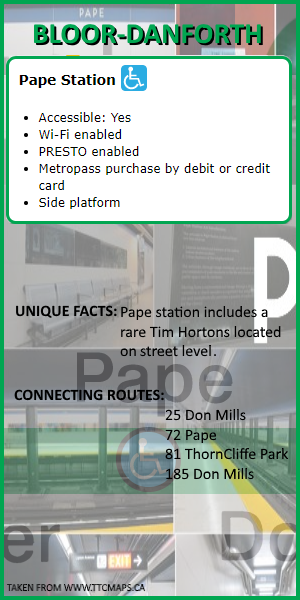 PAPE
BLOOR-DANFORTH
Pape Station
Accessible: Yes
Wi-Fi enabled
PRESTO enabled
Metropass purchase by debit or credit
card
Side platform
P
UNIQUE FACTS: Pape station includes a
rare Tim Hortons located
on street level.
Pape
CONNECTING ROUTES:
25 Don Mills
72 Pape
81 ThornCliffe Park
185 Don Mills
er
Do
EXIT
TAKEN FROM WWW.TTCMAPS.CA